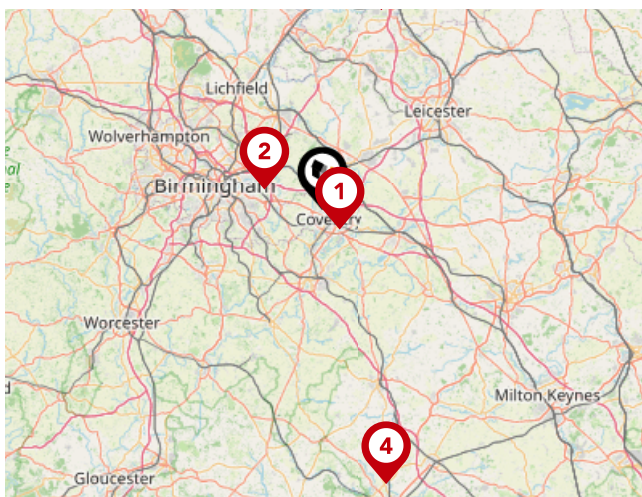 Lichfield
Leicester
Wolverhampton
2
Birmingham
1
Coventry
Worcester
Milton Keynes
4
Gloucester